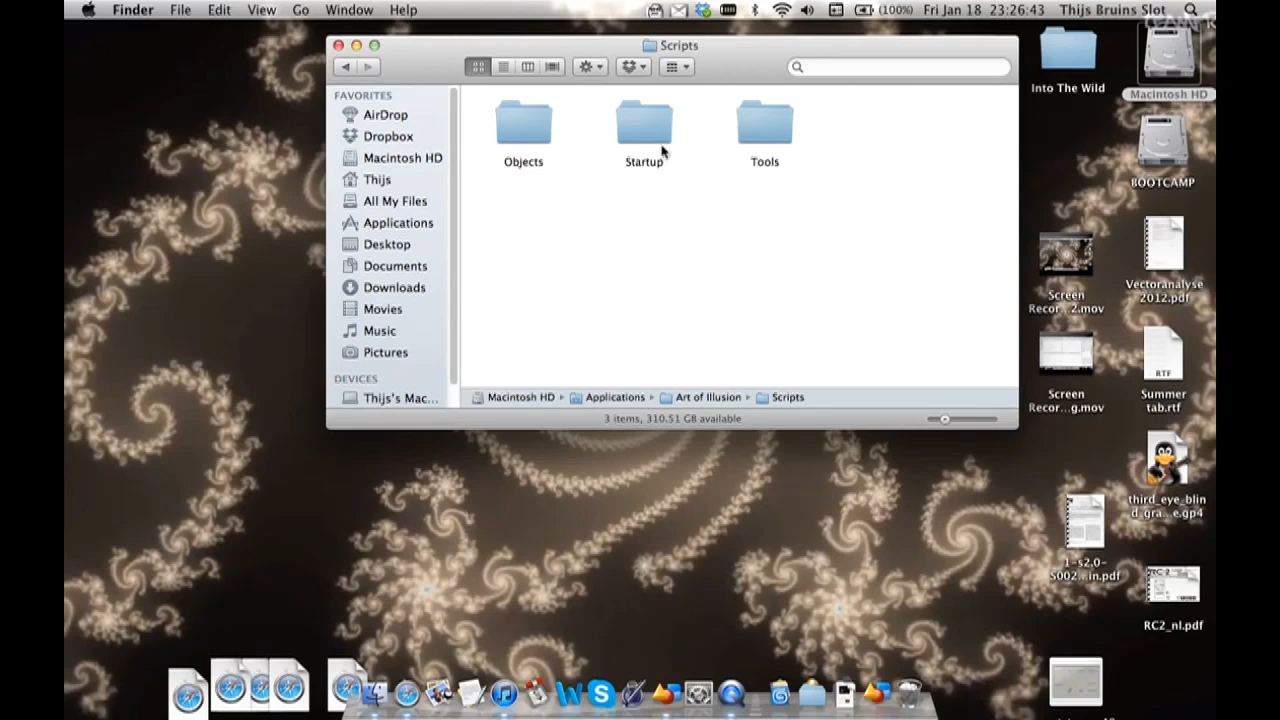 Finder File Edit View Go Window Help (100%) Fri Jan 18 23:26:43 Thijs Bruins Slot
Scripts
FAVORITES
AirDrop
Dropbox
Macintosh HD
Thijs
All My Files
Applications
Desktop
Documents
Downloads
Movies
Music
Pictures
DEVICES
Thijs's Mac...
Objects
Startup
Tools
Macintosh HD Applications Art of Illusion Scripts
3 items, 310.51 GB available
Into The Wild
Macintosh HD
BOOTCAMP
Screen
Recor...2.mov
Vectoranalyse
2012.pdf
Screen
Recor...g.mov
RTF
Summer
tab.rtf
third_eye_blin
d_gra...e.gp4
1-s2.0-
S002...in.pdf
RC2_nl.pdf